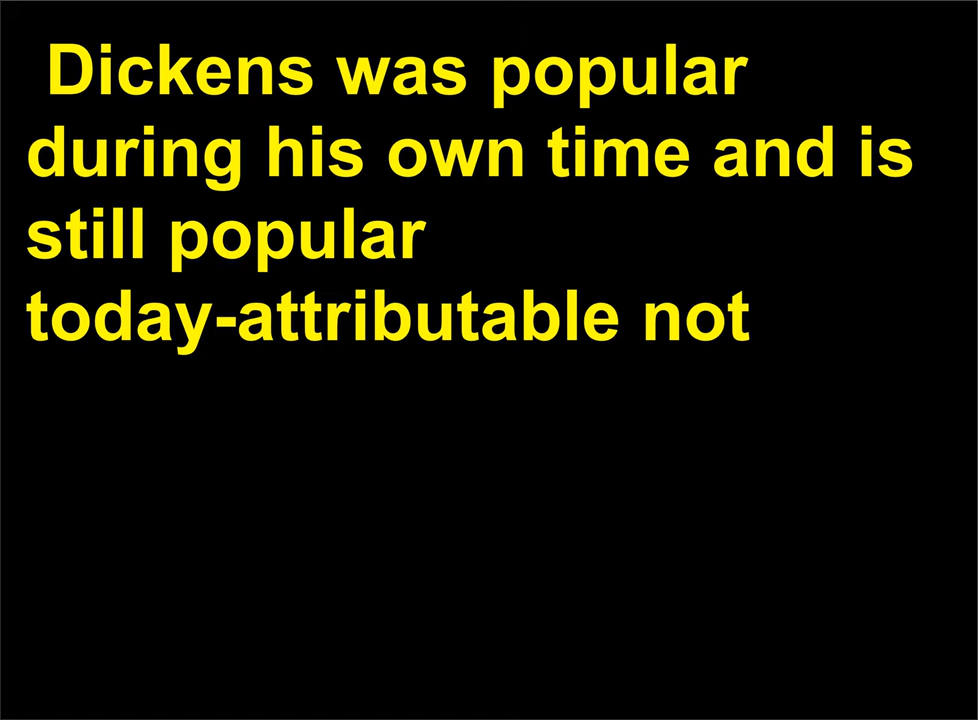 Dickens was popular
during his own time and is
still popular
today-attributable not